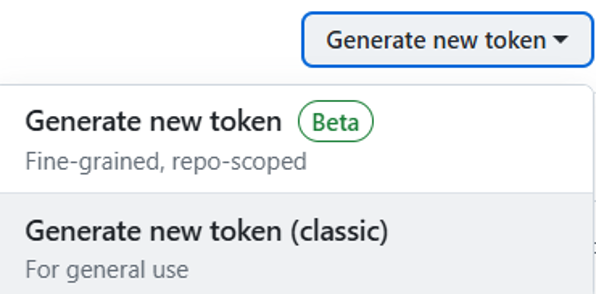 Generate new token
Generate new token Beta
Fine-grained, repo-scoped
Generate new token (classic)
For general use